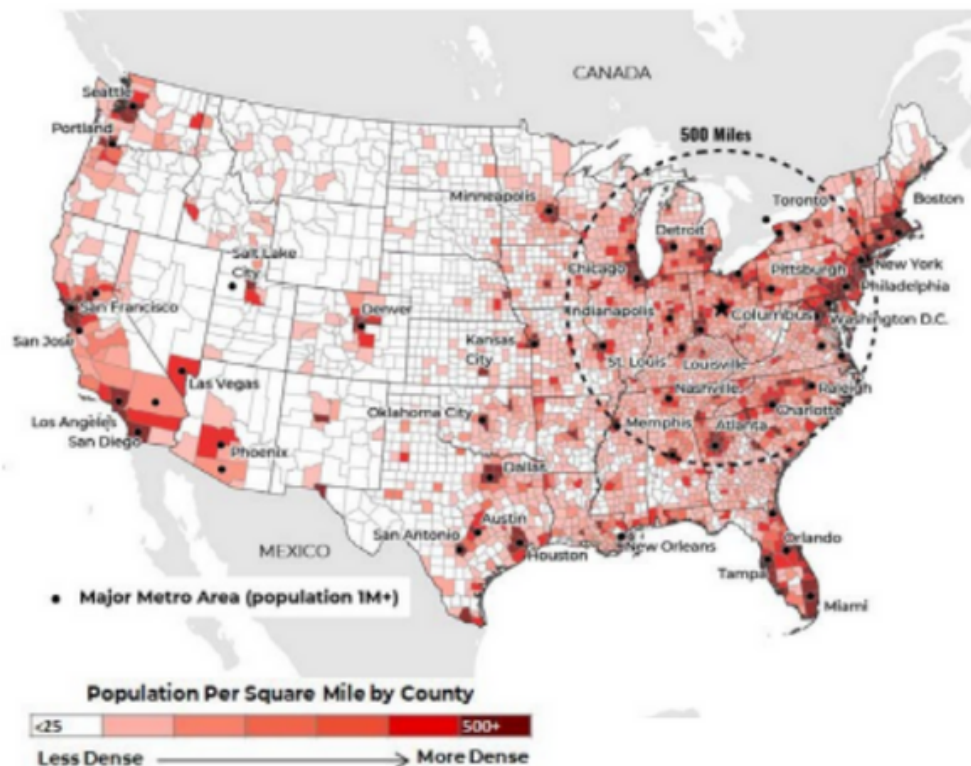 CANADA
500 Miles
Seattle
Portland
Minneapolis
Toronto
Boston
Detroit
Salt Lake
City
Chicago
Pittsburgh
New York
Philadelphia
San Francisco
Denver
Indianapolis
Columbus
Washington D.C.
San Jose
Kansas
City
St. Louis
Louisville
Las Vegas
Nashville
Raleigh
Los Angeles
Oklahoma City
Memphis
Atlanta
Charlotte
San Diego
Phoenix
Dallas
Austin
San Antonio
Houston
New Orleans
Orlando
MEXICO
Tampa
Miami
Major Metro Area (population 1M+)
Population Per Square Mile by County
<25
500+
Less Dense
More Dense